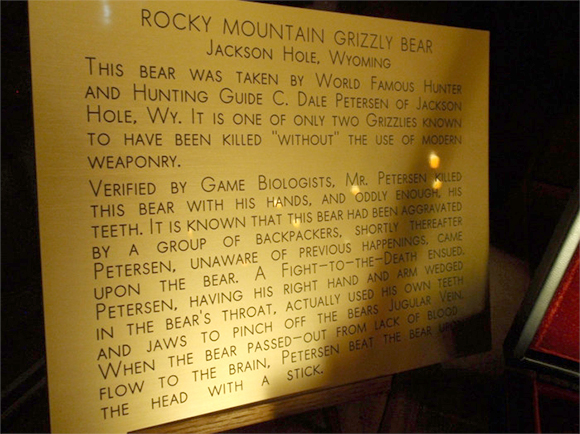 ROCKY MOUNTAIN GRIZZLY BEAR
JACKSON HOLE, WYOMING
THIS BEAR WAS TAKEN BY WORLD FAMOUS HUNTER
AND HUNTING GUIDE C. DALE PETERSEN OF JACKSON
HOLE, WY. IT IS ONE OF ONLY TWO GRIZZLIES KNOWN
TO HAVE BEEN KILLED "WITHOUT" THE USE OF MODERN
WEAPONRY.
VERIFIED BY GAME BIOLOGISTS, MR. PETERSEN KILLED
THIS BEAR WITH HIS HANDS, AND ODDLY ENOUGH, HIS
TEETH. IT IS KNOWN THAT THIS BEAR HAD BEEN AGGRAVATED
BY A GROUP OF BACKPACKERS, SHORTLY THEREAFTER
PETERSEN, UNAWARE OF PREVIOUS HAPPENINGS, CAME
UPON THE BEAR. A FIGHT-TO-THE-DEATH ENSUED.
PETERSEN, HAVING HIS RIGHT HAND AND ARM WEDGED
IN THE BEAR'S THROAT, ACTUALLY USED HIS OWN TEETH
AND JAWS TO PINCH OFF THE BEARS JUGULAR VEIN.
WHEN THE BEAR PASSED-OUT FROM LACK OF BLOOD
FLOW TO THE BRAIN, PETERSEN BEAT THE BEAR UPON
THE HEAD WITH A STICK.